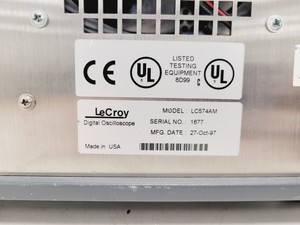 CE
UL
LISTED
TESTING
EQUIPMENT
6D99
UL
LeCroy
Digital Oscilloscope
Made in USA
MODEL: LC574AM
SERIAL NO.: 1677
MFG. DATE: 27-Oct-97